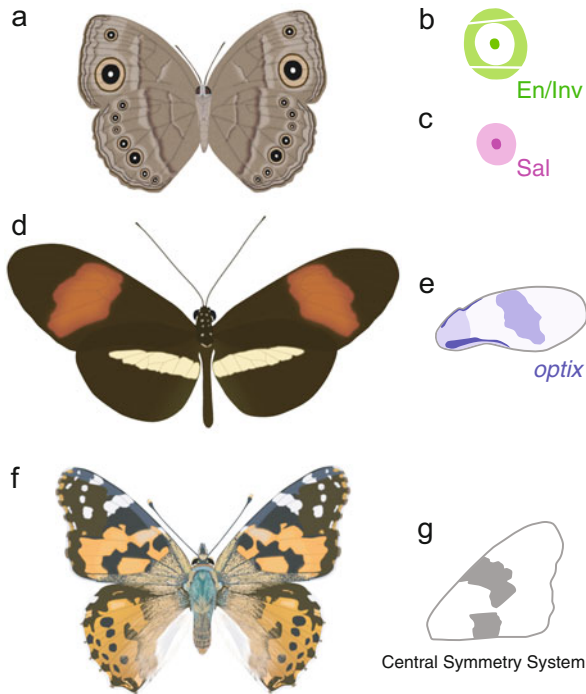 a
b
En/Inv
c
Sal
d
e
optix
f
g
Central Symmetry System